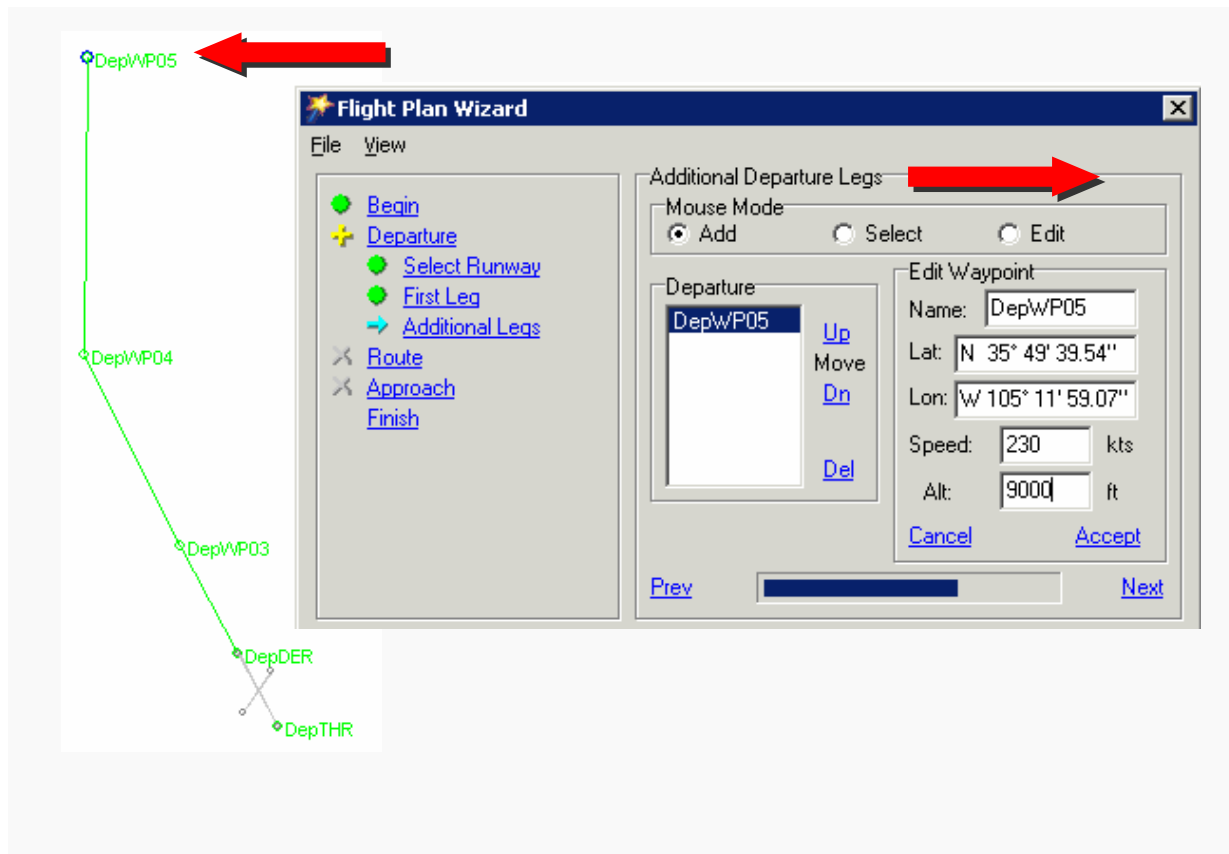 DepWP05
DepWP04
DepWP03
DepDER
DepTHR
Flight Plan Wizard
File View
Begin
Departure
Select Runway
First Leg
Additional Legs
Route
Approach
Finish
Additional Departure Legs
Mouse Mode
Add Select Edit
Departure
DepWP05
Up
Move
Dn
Del
Edit Waypoint
Name: DepWP05
Lat: N 35° 49' 39.54''
Lon: W 105° 11' 59.07''
Speed: 230 kts
Alt: 9000 ft
Cancel Accept
Prev Next